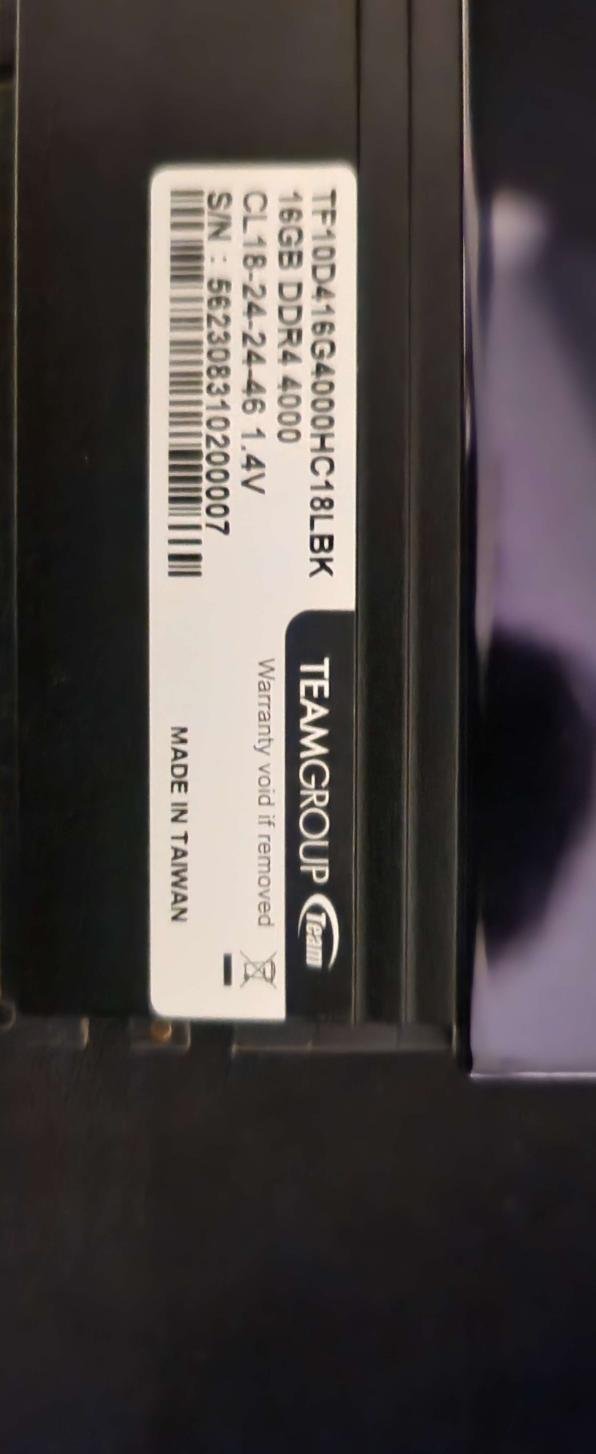 TF10D416G4000HC18LBK
16GB DDR4 4000
CL18-24-24-46 1.4V
S/N : 562308310200007
TEAMGROUP Team
Warranty void if removed
MADE IN TAIWAN